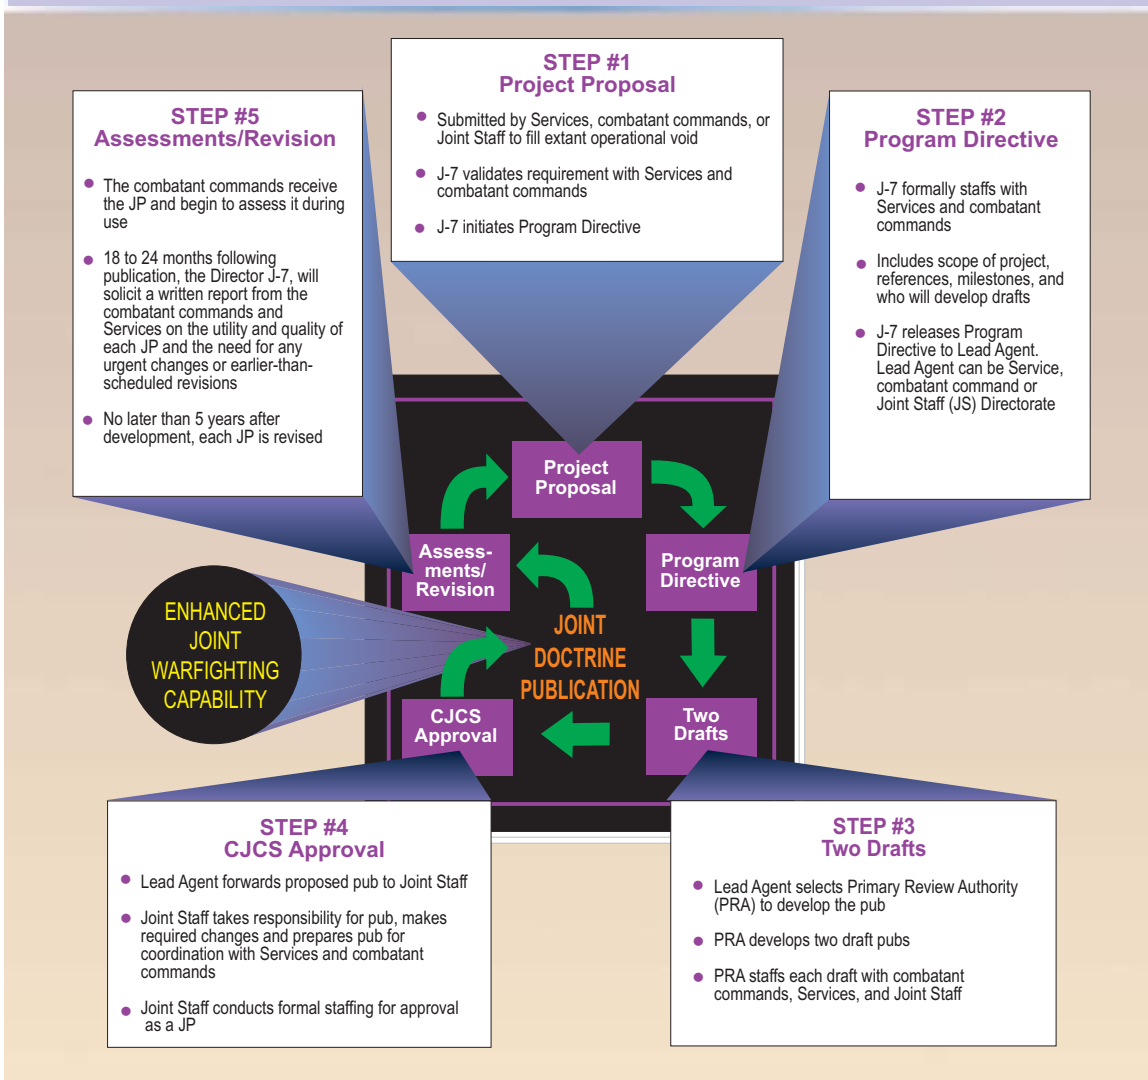 STEP #1
Project Proposal
• Submitted by Services, combatant commands, or
Joint Staff to fill extant operational void
• J-7 validates requirement with Services and
combatant commands
• J-7 initiates Program Directive
STEP #5
Assessments/Revision
• The combatant commands receive
the JP and begin to assess it during
use
• 18 to 24 months following
publication, the Director J-7, will
solicit a written report from the
combatant commands and
Services on the utility and quality of
each JP and the need for any
urgent changes or earlier-than-
scheduled revisions
• No later than 5 years after
development, each JP is revised
STEP #2
Program Directive
• J-7 formally staffs with
Services and combatant
commands
• Includes scope of project,
references, milestones, and
who will develop drafts
• J-7 releases Program
Directive to Lead Agent.
Lead Agent can be Service,
combatant command or
Joint Staff (JS) Directorate
Project
Proposal
Assess-
ments/
Revision
Program
Directive
ENHANCED
JOINT
WARFIGHTING
CAPABILITY
JOINT
DOCTRINE
PUBLICATION
CJCS
Approval
Two
Drafts
STEP #4
CJCS Approval
• Lead Agent forwards proposed pub to Joint Staff
• Joint Staff takes responsibility for pub, makes
required changes and prepares pub for
coordination with Services and combatant
commands
• Joint Staff conducts formal staffing for approval
as a JP
STEP #3
Two Drafts
• Lead Agent selects Primary Review Authority
(PRA) to develop the pub
• PRA develops two draft pubs
• PRA staffs each draft with combatant
commands, Services, and Joint Staff